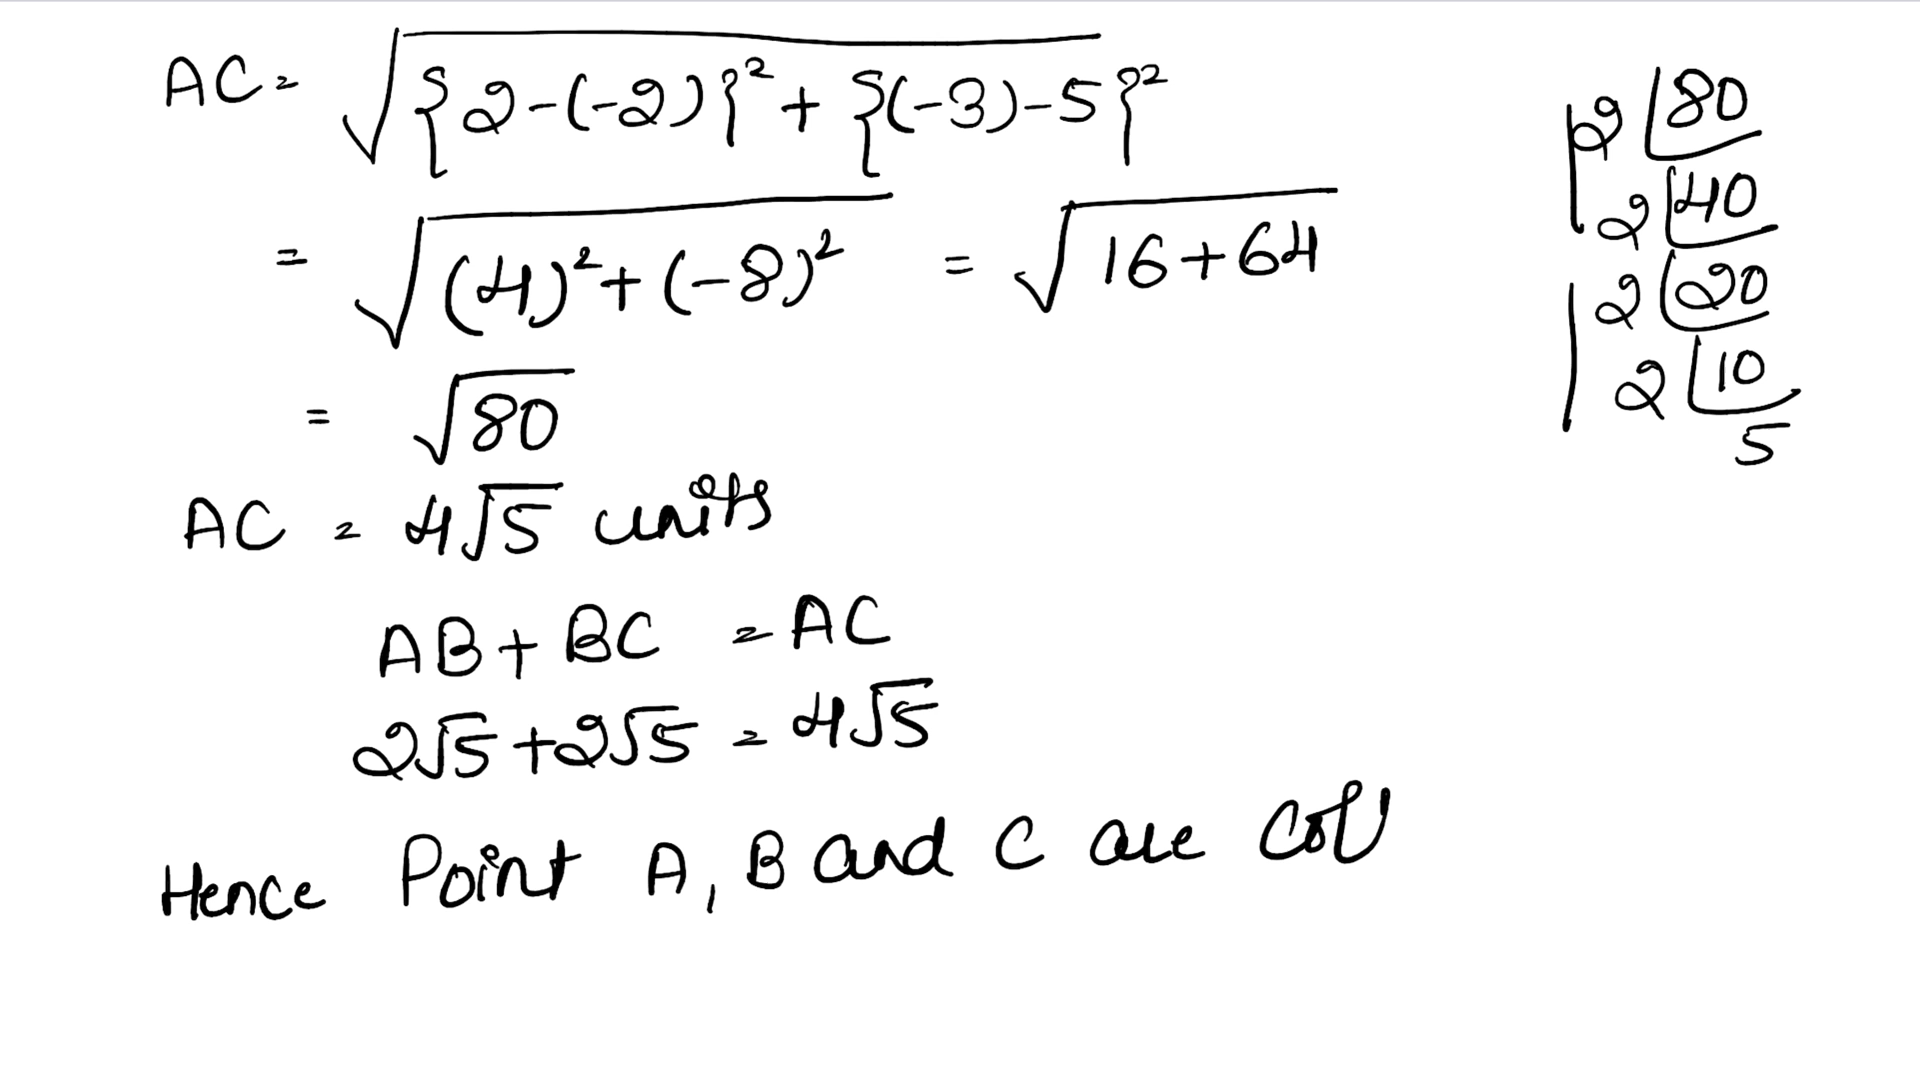 AC = √{2-(-2)}² + {(-3)-5}²
= √(4)²+(-8)² = √16+64
= √80
AC = 4√5 units
AB + BC = AC
2√5 + 2√5 = 4√5
Hence Point A, B and C are Col
2 80
2 40
2 20
2 10
5